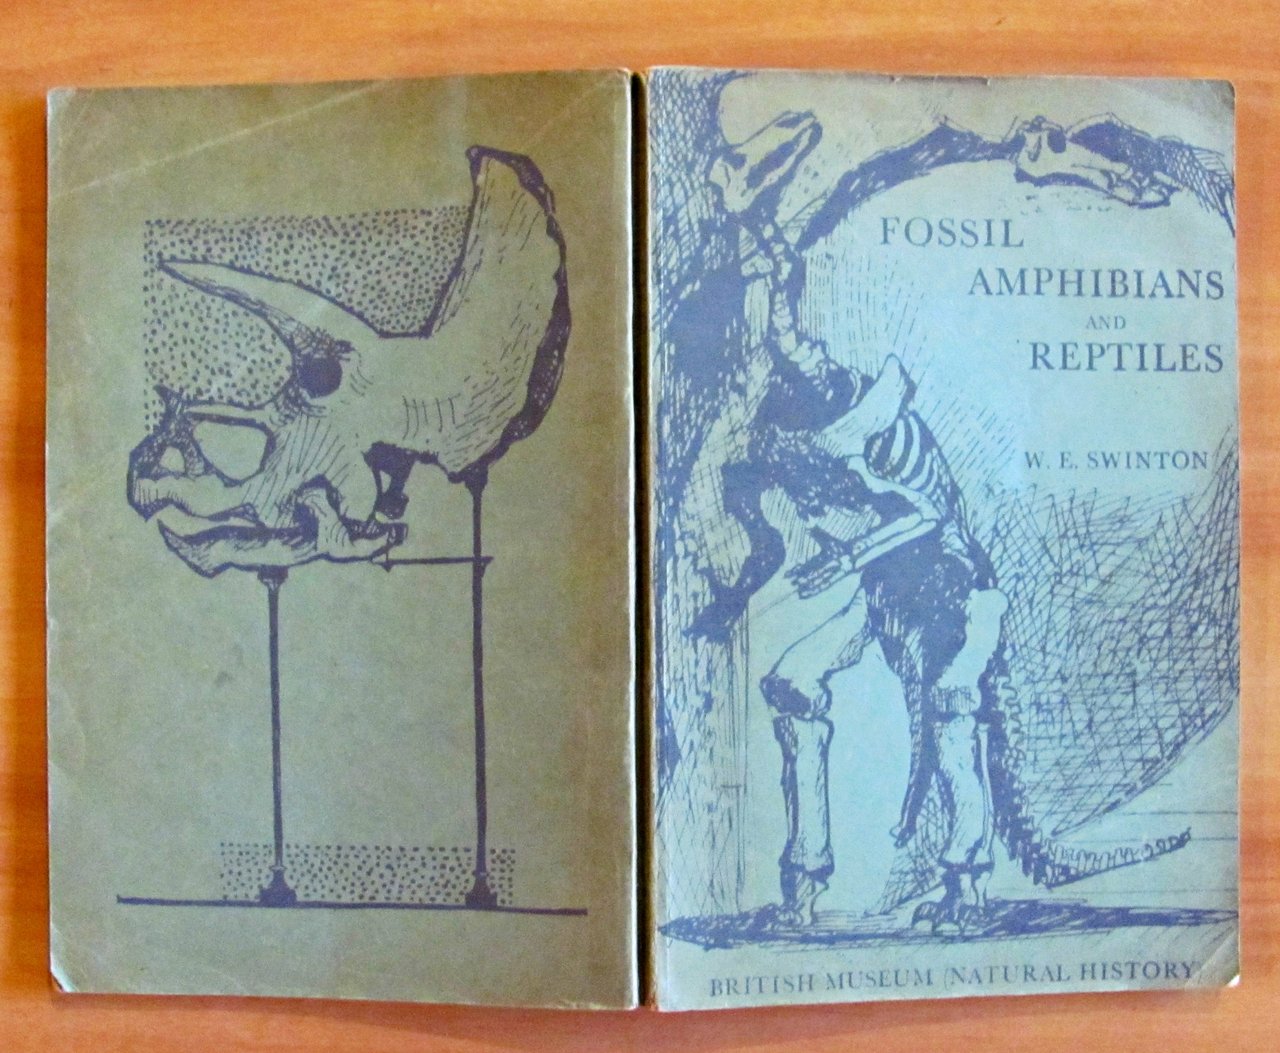 FOSSIL
AMPHIBIANS
AND
REPTILES
W. E. SWINTON
BRITISH MUSEUM (NATURAL HISTORY)